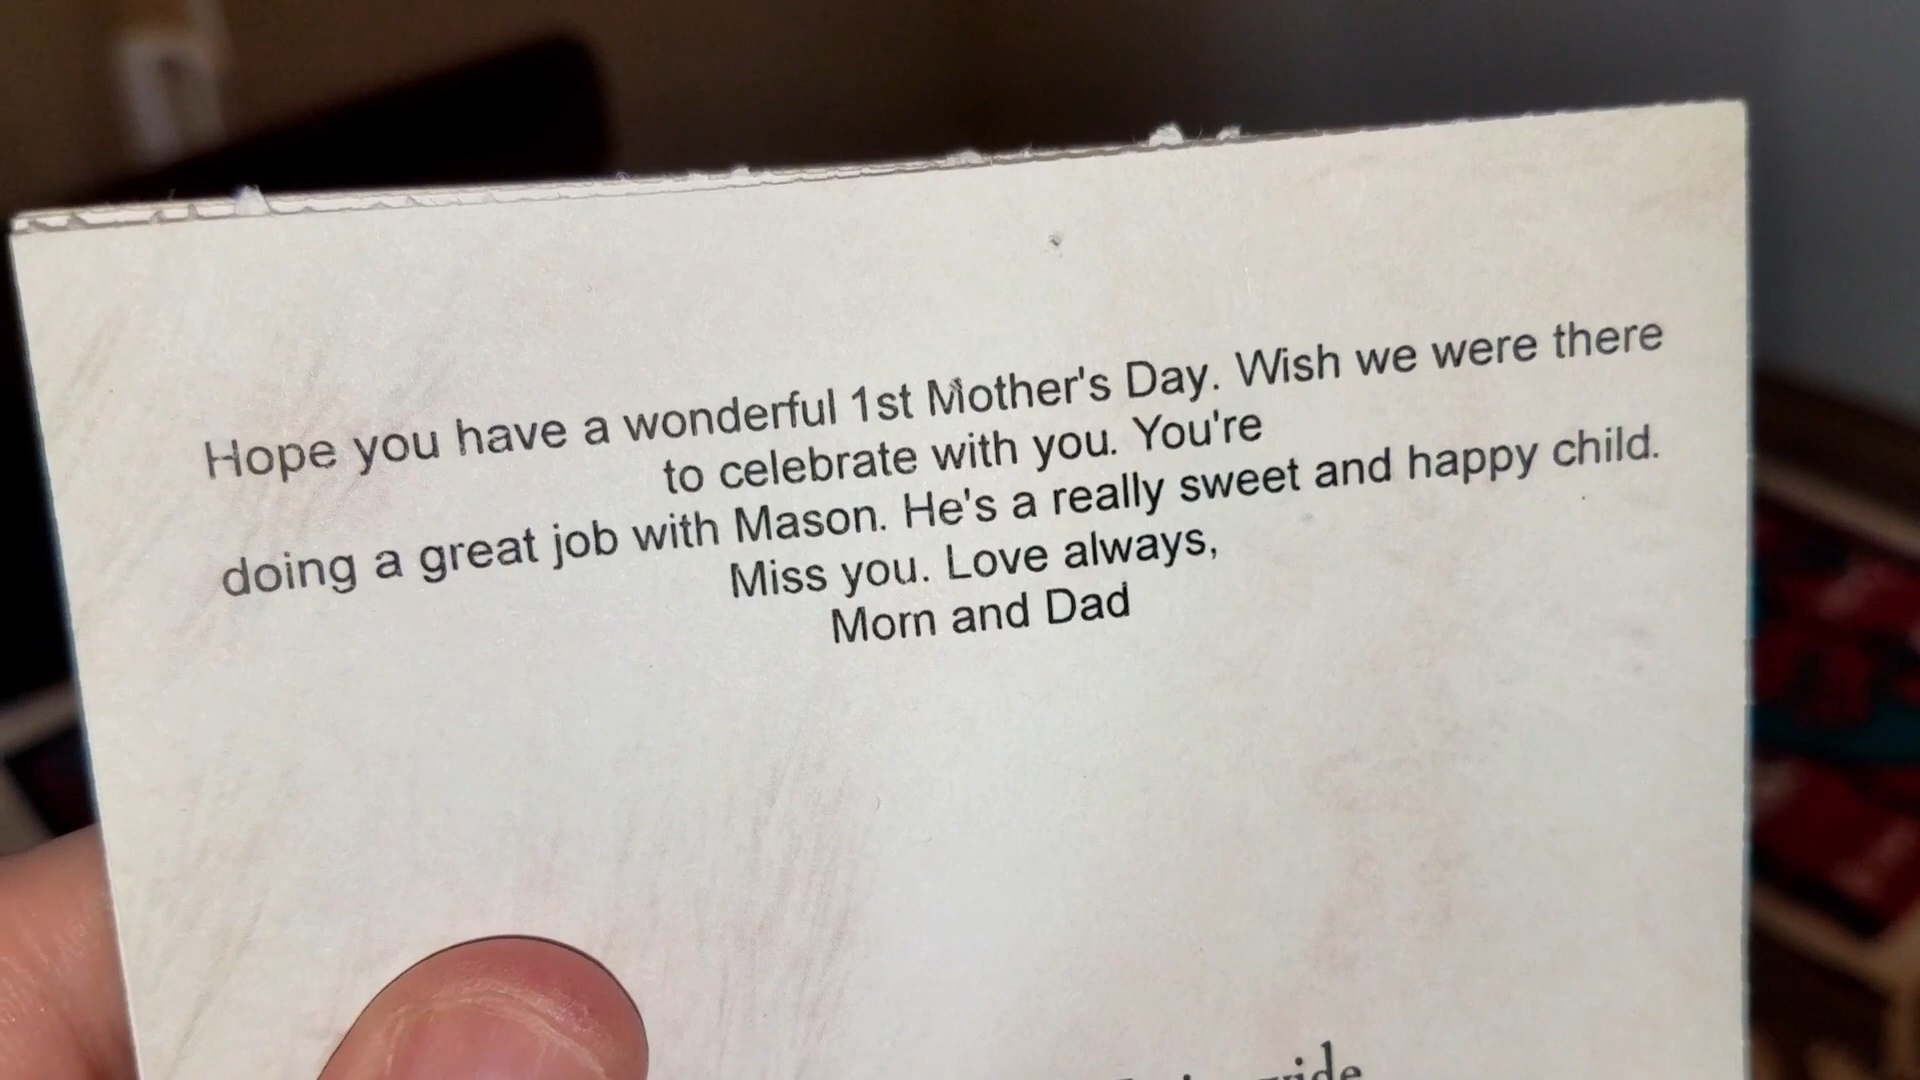 Hope you have a wonderful 1st Mother's Day. Wish we were there
to celebrate with you. You're
doing a great job with Mason. He's a really sweet and happy child.
Miss you. Love always,
Morn and Dad